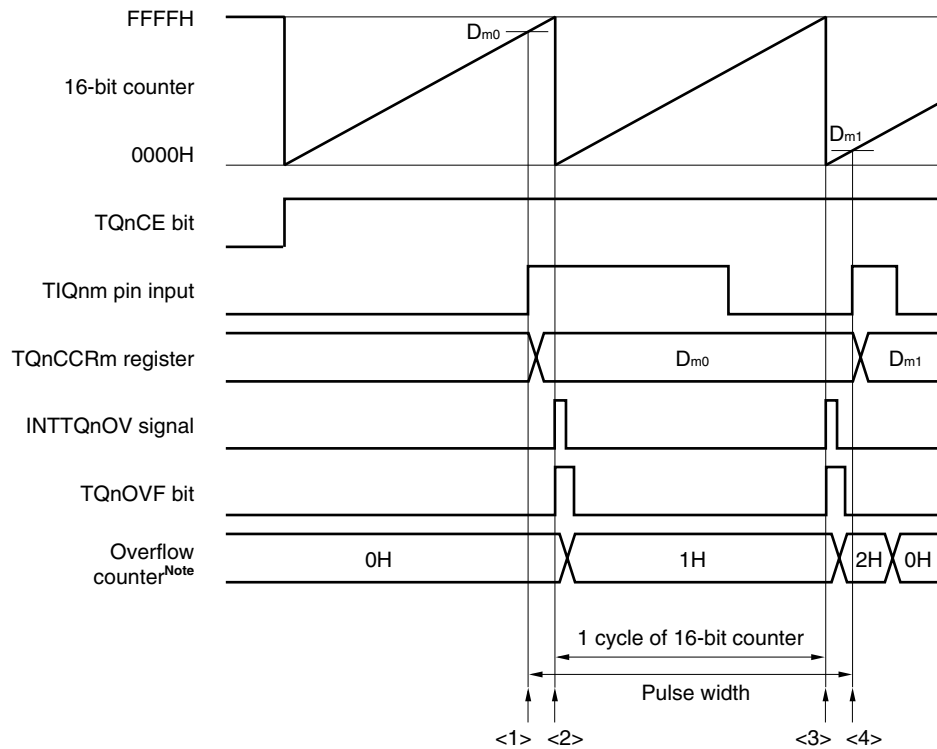 FFFFH
Dm0
16-bit counter
Dm1
0000H
TQnCE bit
TIQnm pin input
TQnCCRm register
Dm0
Dm1
INTTQnOV signal
TQnOVF bit
Overflow
counterNote
0H
1H
2H
0H
1 cycle of 16-bit counter
Pulse width
<1> <2> <3> <4>